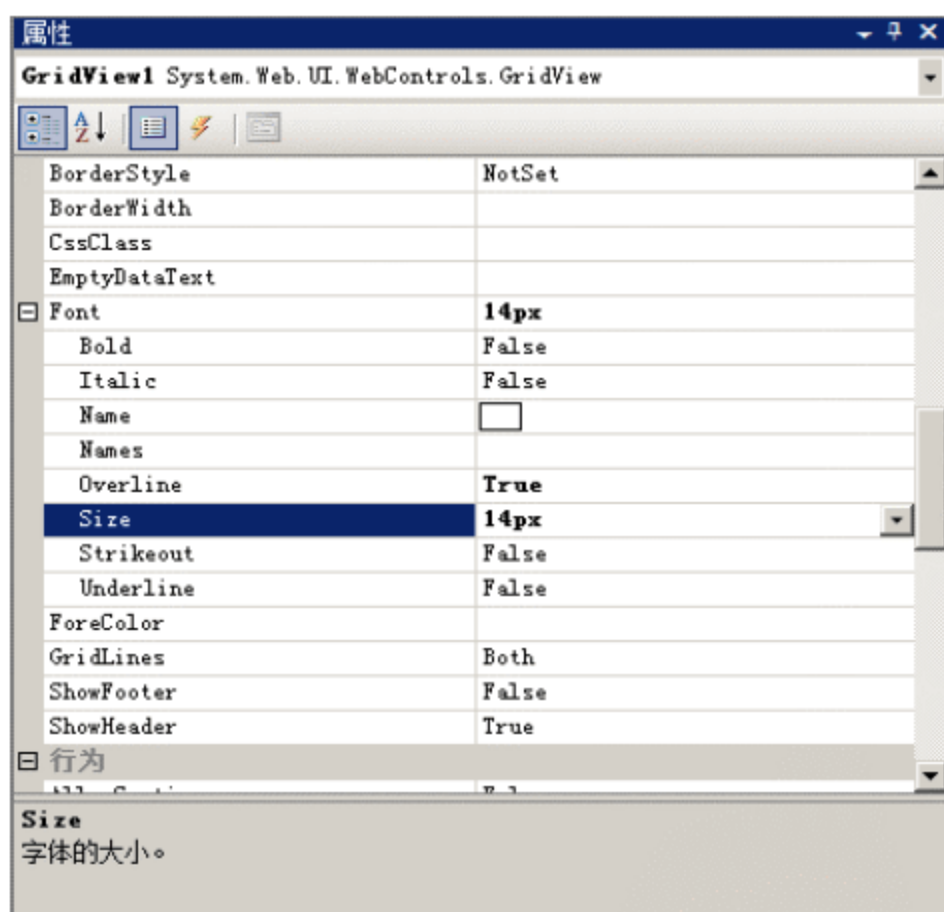 属性
GridView1 System.Web.UI.WebControls.GridView
BorderStyle NotSet
BorderWidth
CssClass
EmptyDataText
Font 14px
Bold False
Italic False
Name
Names
Overline True
Size 14px
Strikeout False
Underline False
ForeColor
GridLines Both
ShowFooter False
ShowHeader True
行为
Size
字体的大小。